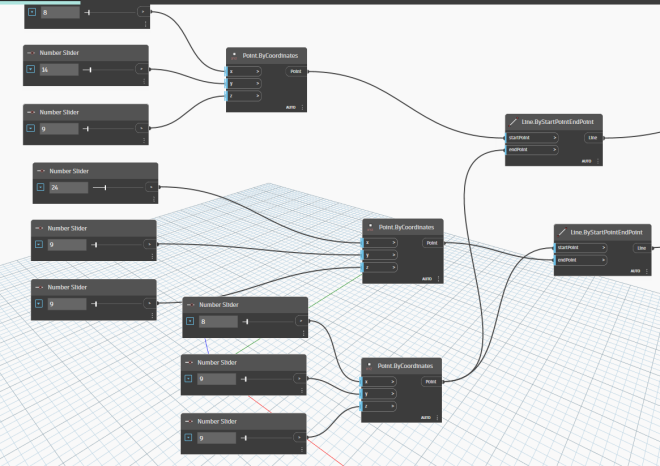 8
Number Slider
14
Number Slider
9
Point.ByCoordinates
x >
Point
y >
z >
AUTO
Line.ByStartPointEndPoint
startPoint >
Line
endPoint >
AUTO
Number Slider
24
Number Slider
9
Number Slider
9
Point.ByCoordinates
x >
Point
y >
z >
AUTO
Line.ByStartPointEndPoint
startPoint >
Line
endPoint >
AUTO
Number Slider
8
Number Slider
9
Number Slider
9
Point.ByCoordinates
x >
Point
y >
z >
AUTO